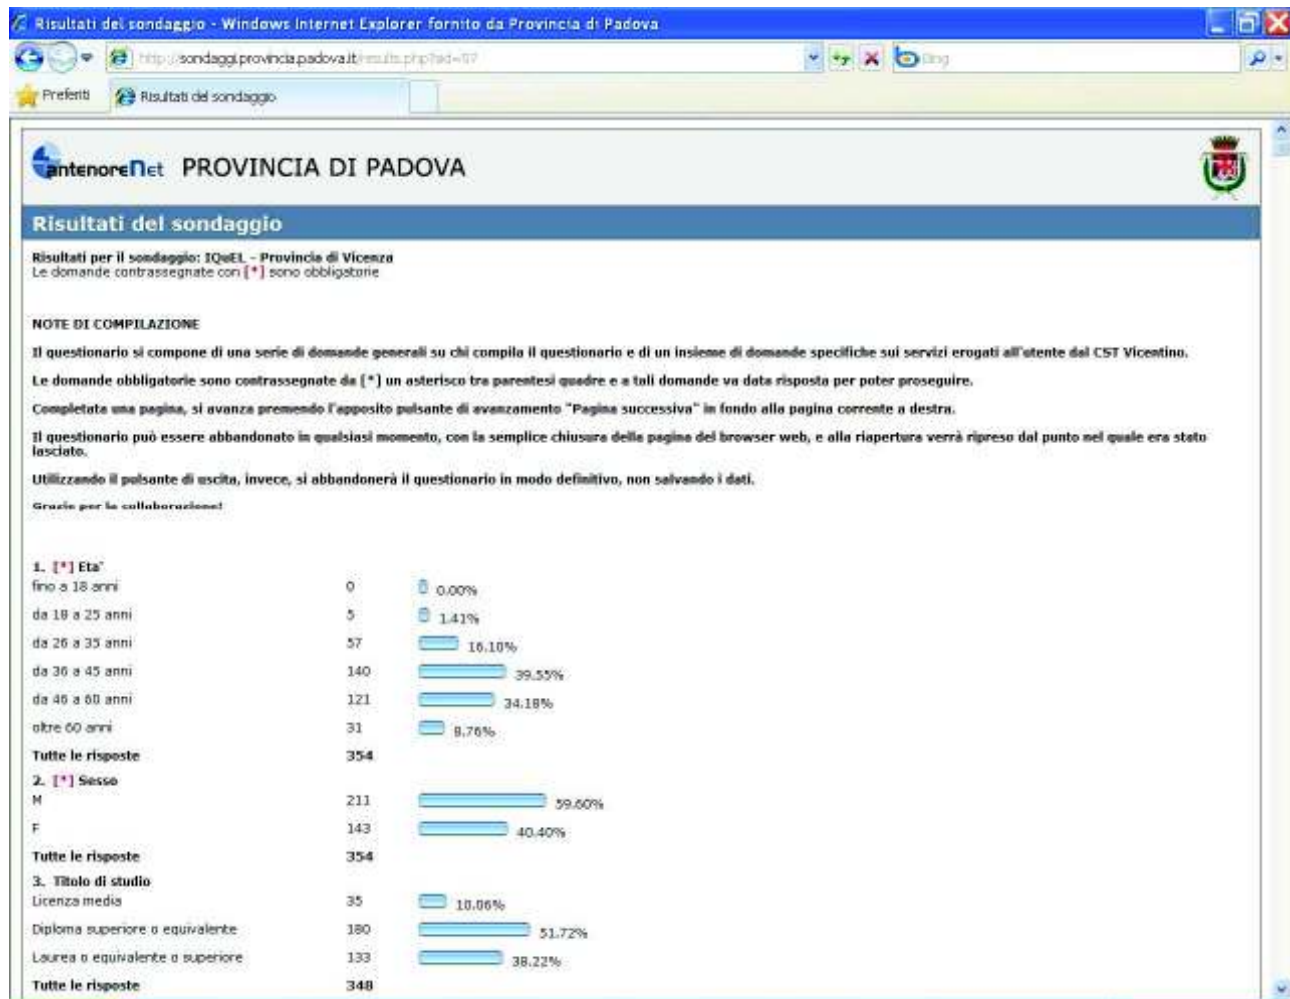 Risultati del sondaggio - Windows Internet Explorer fornito da Provincia di Padova
http://sondaggi.provincia.padova.it/results.php?sid=57
Bing
Preferiti Risultati del sondaggio
antenoreNet PROVINCIA DI PADOVA
Risultati del sondaggio
Risultati per il sondaggio: IQuEL - Provincia di Vicenza
Le domande contrassegnate con [*] sono obbligatorie
NOTE DI COMPILAZIONE
Il questionario si compone di una serie di domande generali su chi compila il questionario e di un insieme di domande specifiche sui servizi erogati all'utente dal CST Vicentino.
Le domande obbligatorie sono contrassegnate da [*] un asterisco tra parentesi quadre e a tali domande va data risposta per poter proseguire.
Completata una pagina, si avanza premendo l'apposito pulsante di avanzamento "Pagina successiva" in fondo alla pagina corrente a destra.
Il questionario può essere abbandonato in qualsiasi momento, con la semplice chiusura della pagina del browser web, e alla riapertura verrà ripreso dal punto nel quale era stato
lasciato.
Utilizzando il pulsante di uscita, invece, si abbandonerà il questionario in modo definitivo, non salvando i dati.
Grazie per la collaborazione!
1. [*] Eta'
fino a 18 anni 0 0.00%
da 18 a 25 anni 5 1.41%
da 26 a 35 anni 57 16.10%
da 36 a 45 anni 140 39.55%
da 46 a 60 anni 121 34.18%
oltre 60 anni 31 8.76%
Tutte le risposte 354
2. [*] Sesso
M 211 59.60%
F 143 40.40%
Tutte le risposte 354
3. Titolo di studio
Licenza media 35 10.06%
Diploma superiore o equivalente 180 51.72%
Laurea o equivalente o superiore 133 38.22%
Tutte le risposte 348